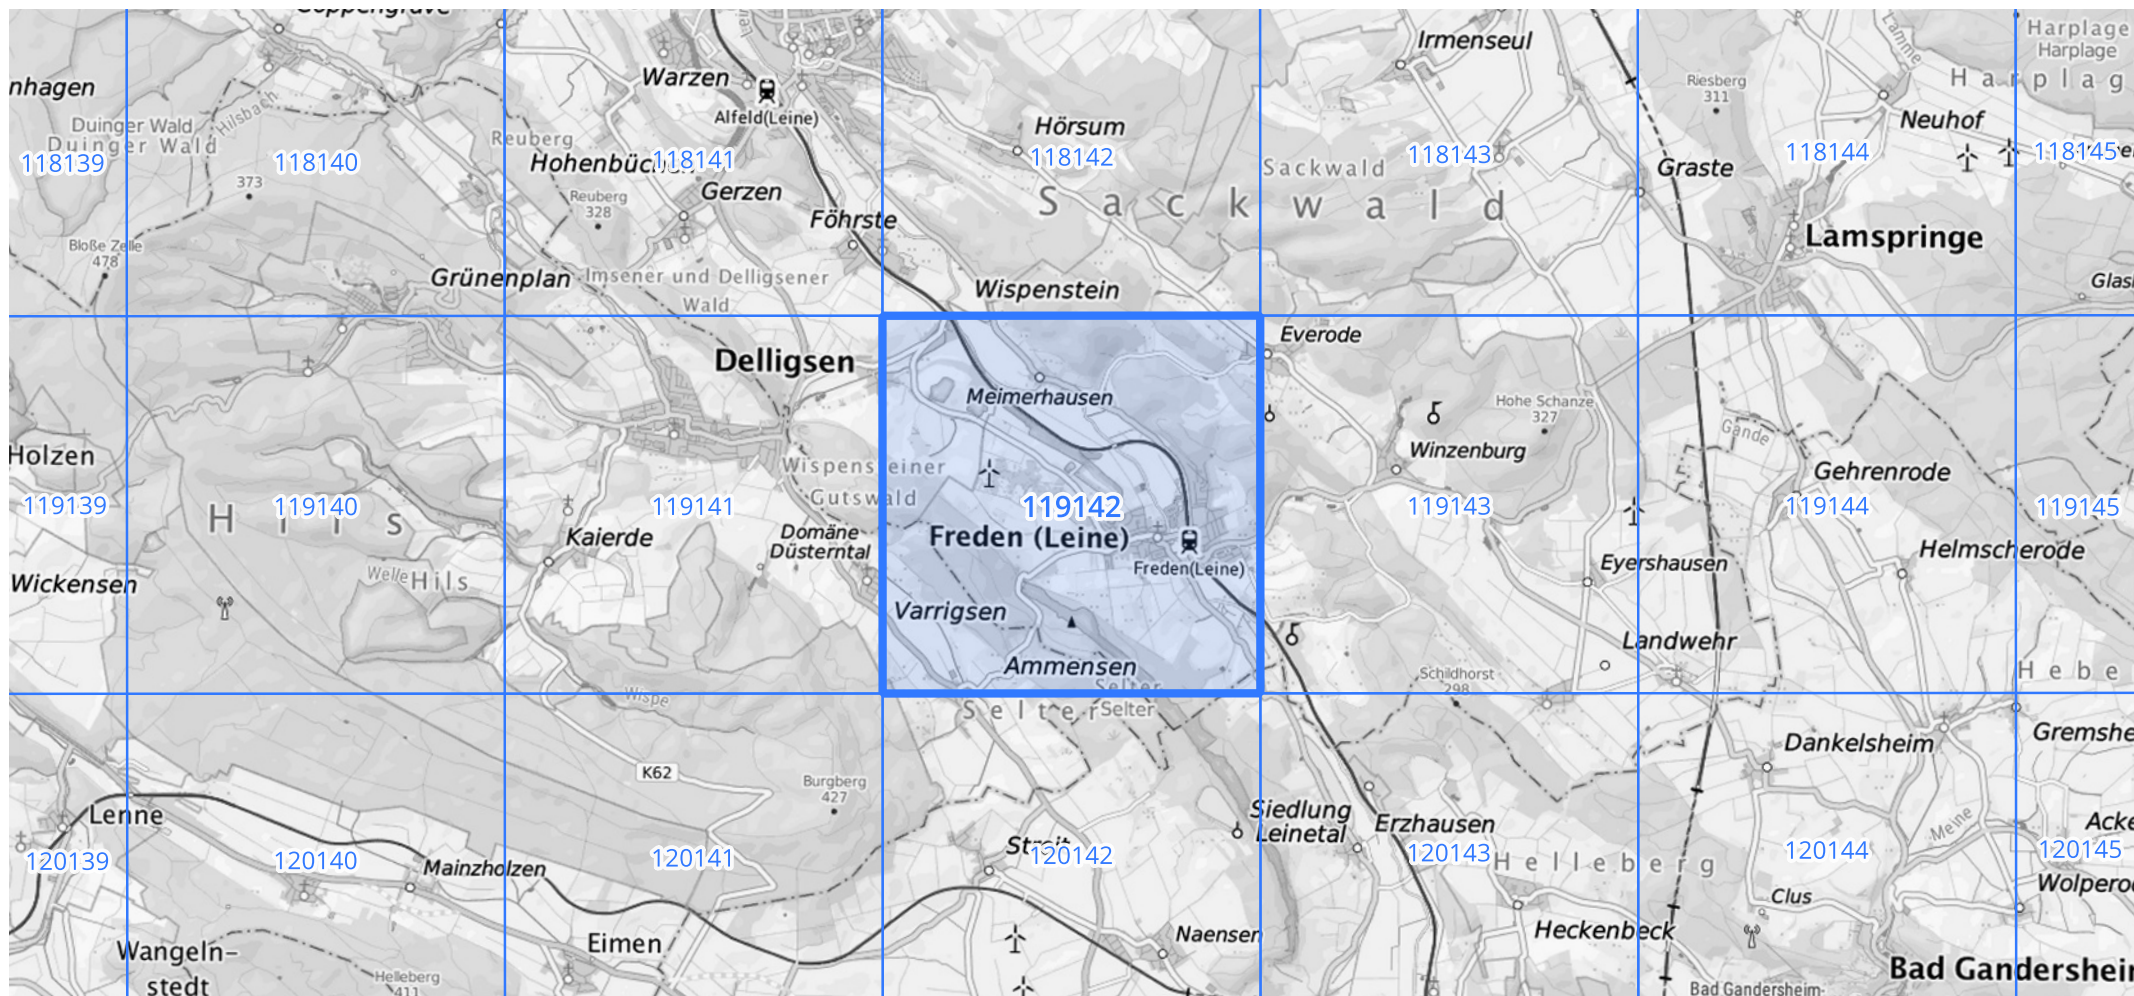 Irmenseul
Harplage
Harplage
Harplag
Lamme
Warzen
nhagen
Riesberg
311
Hilsbach
Alfeld(Leine)
Neuhof
Duinger Wald
Duinger Wald
Reuberg
Hörsum
118139
118140
118141
118142
118143
118144
118145
Sackwald
Graste
373
Gerzen
Reuberg
328
Sackwald
Föhrste
Bloße Zelle
478
Lamspringe
Grünenplan
Imsener und Delligsener
Wald
Wispenstein
Everode
Delligsen
Meimerhausen
Hohe Schanze
327
Gande
Holzen
Winzenburg
Wispensteiner
Gutswald
Gehrenrode
119139
119140
119141
119142
119143
119144
119145
Hils
Kaierde
Domäne
Düsterntal
Freden (Leine)
Freden(Leine)
Eyershausen
Helmscherode
Wickensen
Welle
Hils
Varrigsen
Landwehr
Ammensen
Schildhorst
298
Hebe
Wispe
Selter
Selter
Selter
Dankelsheim
Gremshe
K62
Burgberg
427
Lenne
Siedlung
Leinetal
Erzhausen
Meine
Acke
120139
120140
120141
120142
120143
120144
120145
Mainzholzen
Helleberg
Clus
Wolpero
Eimen
Naensen
Heckenbeck
Wangeln-
stedt
Helleberg
411
Bad Gandershei
Bad Gandersheim-